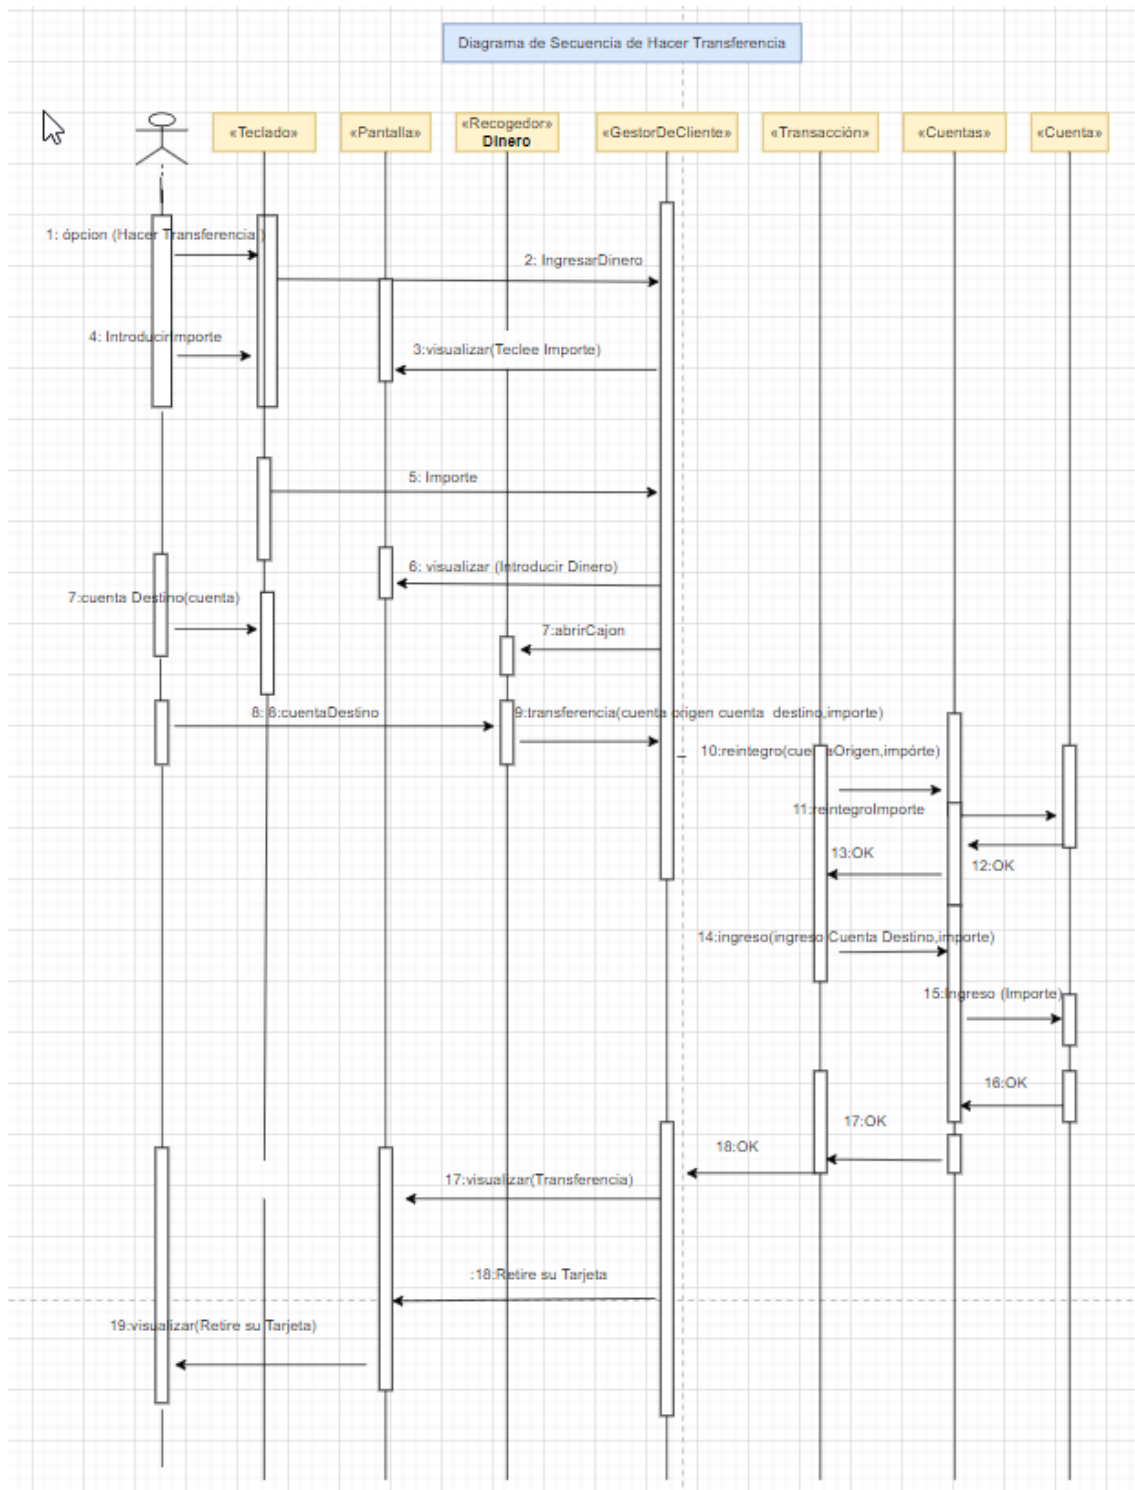 Diagrama de Secuencia de Hacer Transferencia
«Teclado»
«Pantalla»
«Recogedor»
Dinero
«GestorDeCliente»
«Transacción»
«Cuentas»
«Cuenta»
1: ópcion (Hacer Transferencia )
2: IngresarDinero
4: IntroducirImporte
3:visualizar(Teclee Importe)
5: Importe
6: visualizar (Introducir Dinero)
7:cuenta Destino(cuenta)
7:abrirCajon
8: 8:cuentaDestino
9:transferencia(cuenta origen cuenta destino,importe)
10:reintegro(cuentaOrigen,impórte)
11:reintegroImporte
13:OK
12:OK
14:ingreso(ingreso Cuenta Destino,importe)
15:Ingreso (Importe)
16:OK
17:OK
18:OK
17:visualizar(Transferencia)
:18:Retire su Tarjeta
19:visualizar(Retire su Tarjeta)